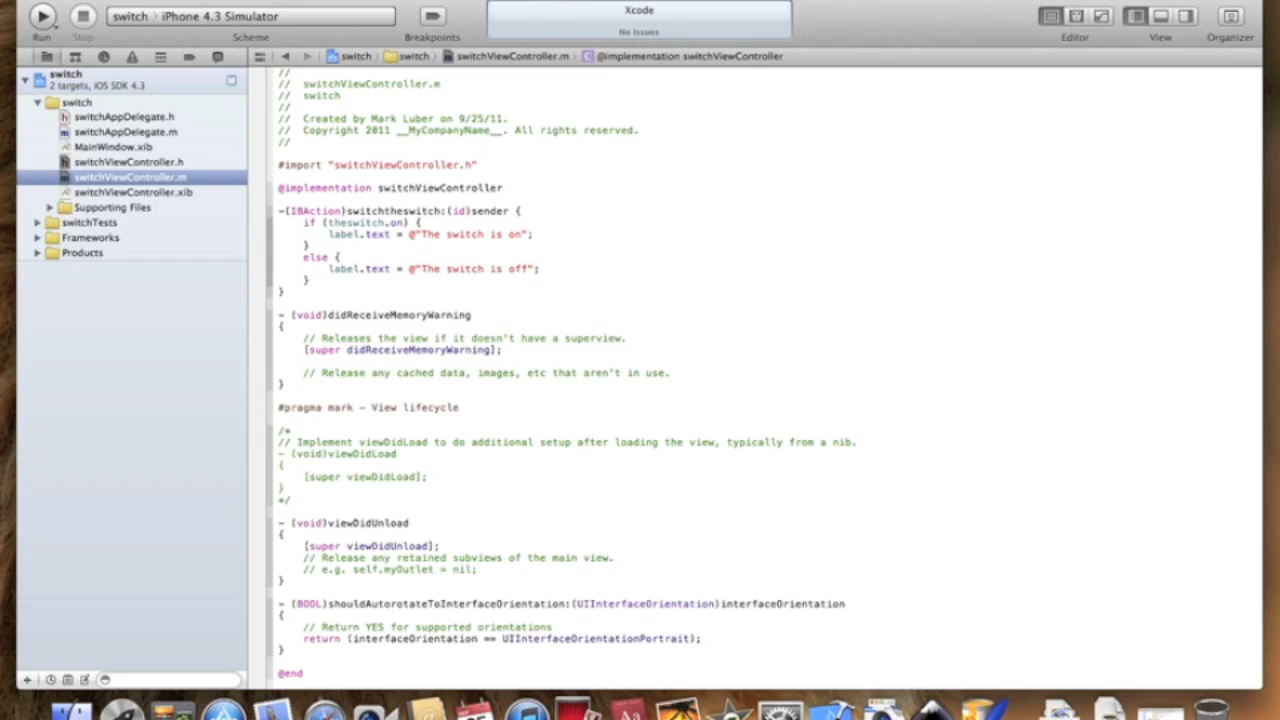 switch 〉 iPhone 4.3 Simulator
Xcode
No Issues
Run
Stop
Scheme
Breakpoints
Editor
View
Organizer
switch 〉 switch 〉 switchViewController.m 〉 @implementation switchViewController
switch
2 targets, iOS SDK 4.3
switch
switchAppDelegate.h
switchAppDelegate.m
MainWindow.xib
switchViewController.h
switchViewController.m
switchViewController.xib
Supporting Files
switchTests
Frameworks
Products
//
//  switchViewController.m
//  switch
//
//  Created by Mark Luber on 9/25/11.
//  Copyright 2011 __MyCompanyName__. All rights reserved.
//
#import "switchViewController.h"
@implementation switchViewController
-(IBAction)switchtheswitch:(id)sender {
if (theswitch.on) {
label.text = @"The switch is on";
}
else {
label.text = @"The switch is off";
}
}
- (void)didReceiveMemoryWarning
{
// Releases the view if it doesn't have a superview.
[super didReceiveMemoryWarning];
// Release any cached data, images, etc that aren't in use.
}
#pragma mark - View lifecycle
/*
// Implement viewDidLoad to do additional setup after loading the view, typically from a nib.
- (void)viewDidLoad
{
[super viewDidLoad];
}
*/
- (void)viewDidUnload
{
[super viewDidUnload];
// Release any retained subviews of the main view.
// e.g. self.myOutlet = nil;
}
- (BOOL)shouldAutorotateToInterfaceOrientation:(UIInterfaceOrientation)interfaceOrientation
{
// Return YES for supported orientations
return (interfaceOrientation == UIInterfaceOrientationPortrait);
}
@end